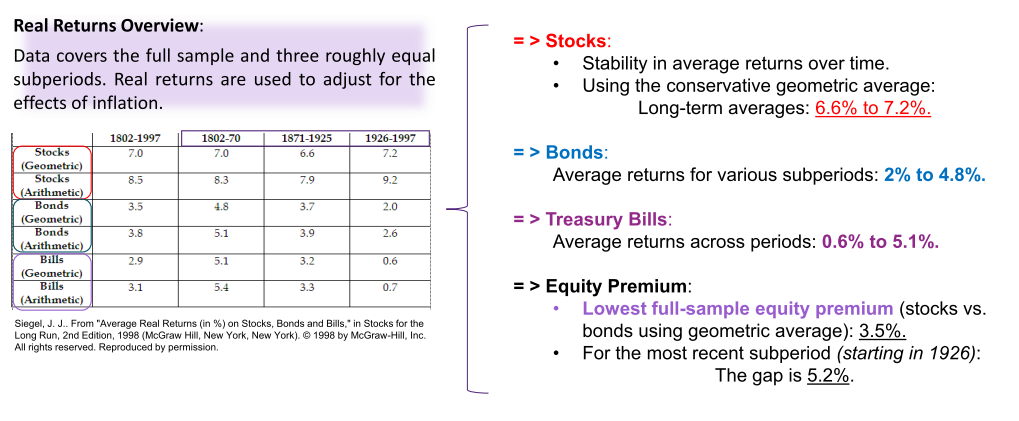 Real Returns Overview:
Data covers the full sample and three roughly equal
subperiods. Real returns are used to adjust for the
effects of inflation.
1802-1997 1802-70 1871-1925 1926-1997
Stocks (Geometric) 7.0 7.0 6.6 7.2
Stocks (Arithmetic) 8.5 8.3 7.9 9.2
Bonds (Geometric) 3.5 4.8 3.7 2.0
Bonds (Arithmetic) 3.8 5.1 3.9 2.6
Bills (Geometric) 2.9 5.1 3.2 0.6
Bills (Arithmetic) 3.1 5.4 3.3 0.7
Siegel, J. J.. From "Average Real Returns (in %) on Stocks, Bonds and Bills," in Stocks for the
Long Run, 2nd Edition, 1998 (McGraw Hill, New York, New York). © 1998 by McGraw-Hill, Inc.
All rights reserved. Reproduced by permission.
= > Stocks:
• Stability in average returns over time.
• Using the conservative geometric average:
Long-term averages: 6.6% to 7.2%.
= > Bonds:
Average returns for various subperiods: 2% to 4.8%.
= > Treasury Bills:
Average returns across periods: 0.6% to 5.1%.
= > Equity Premium:
• Lowest full-sample equity premium (stocks vs.
bonds using geometric average): 3.5%.
• For the most recent subperiod (starting in 1926):
The gap is 5.2%.